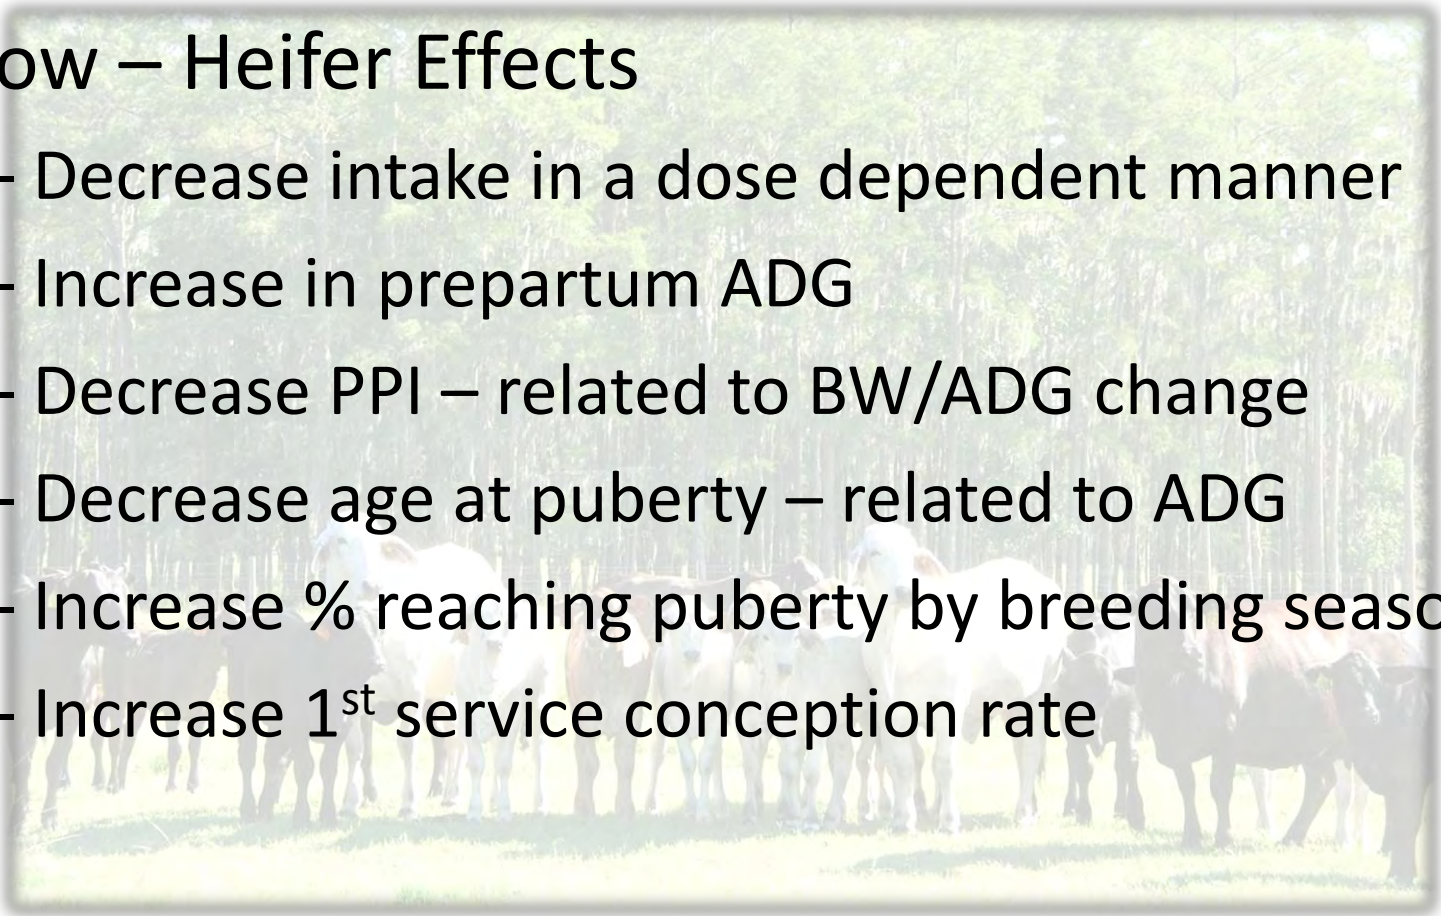 ow – Heifer Effects
- Decrease intake in a dose dependent manner
- Increase in prepartum ADG
- Decrease PPI – related to BW/ADG change
- Decrease age at puberty – related to ADG
- Increase % reaching puberty by breeding seaso
- Increase 1st service conception rate